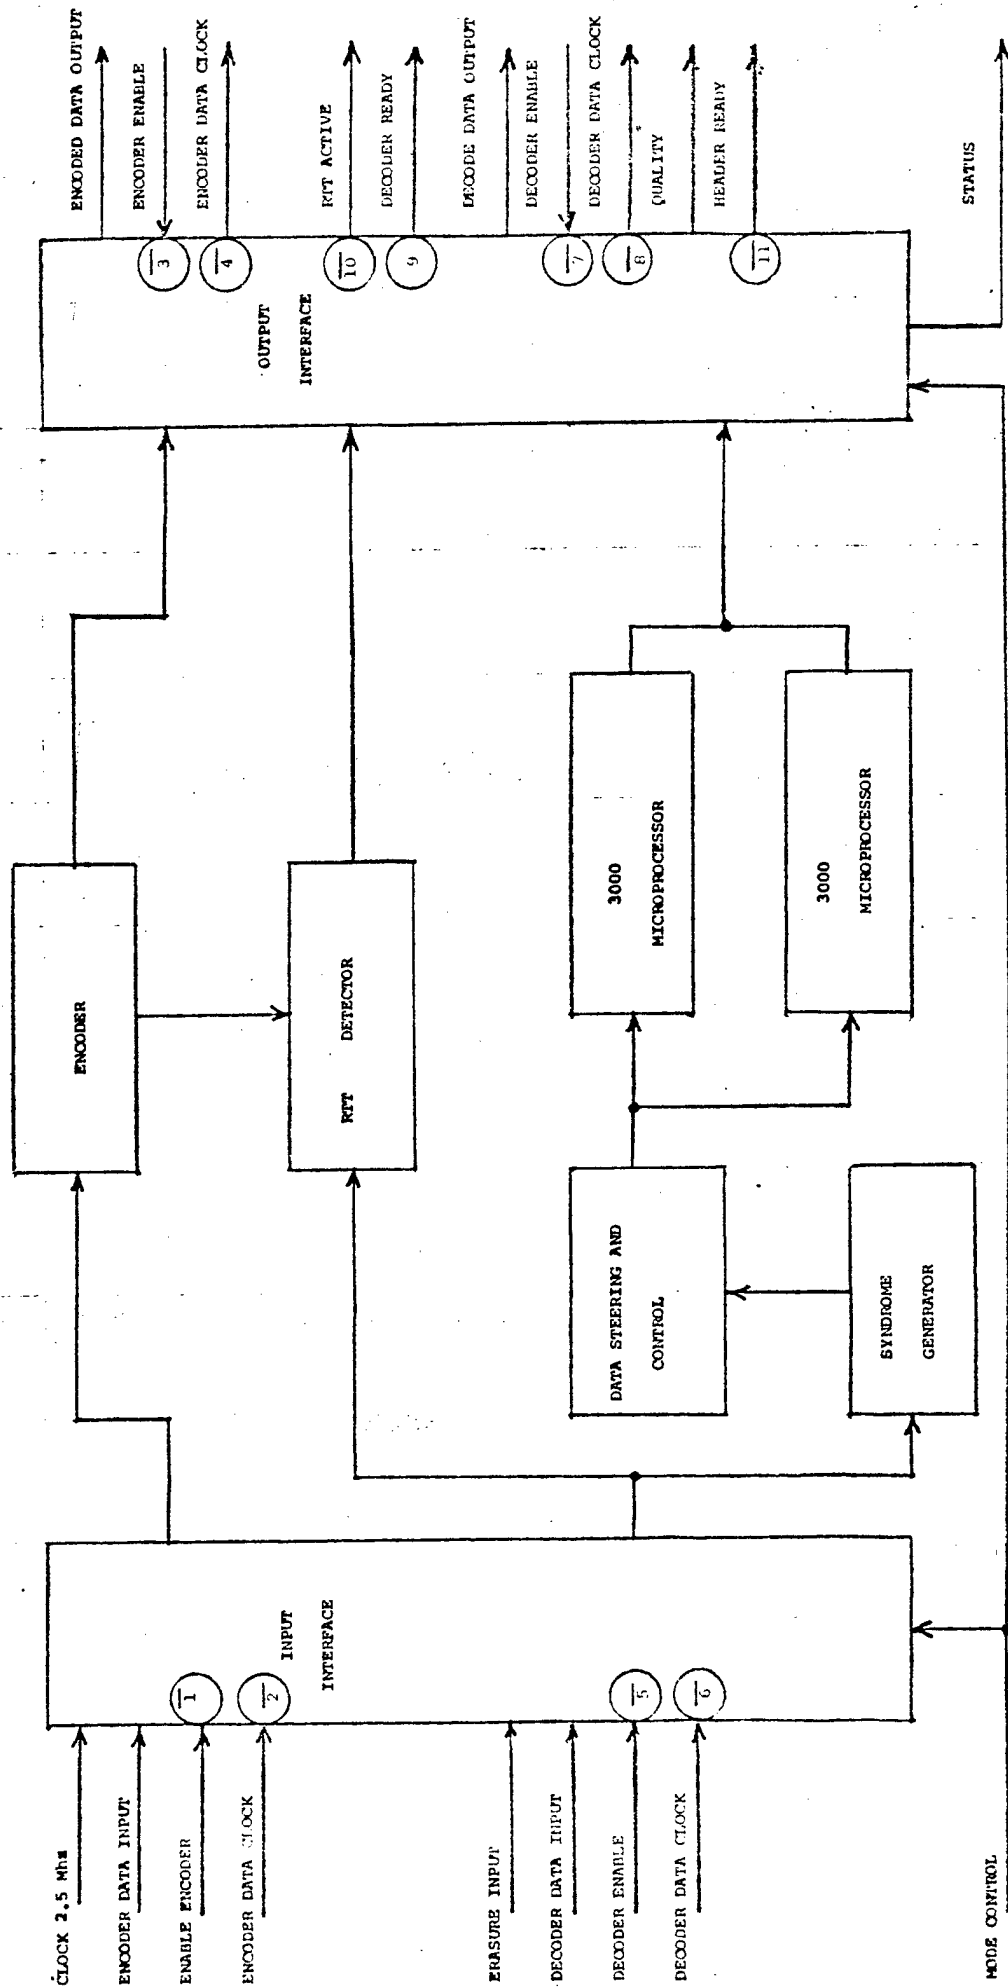 CLOCK 2.5 Mhz
ENCODER DATA INPUT
ENABLE ENCODER
ENCODER DATA CLOCK
ERASURE INPUT
DECODER DATA INPUT
DECODER ENABLE
DECODER DATA CLOCK
MODE CONTROL
1
2
5
6
INPUT
INTERFACE
ENCODER
RTT DETECTOR
DATA STEERING AND
CONTROL
SYNDROME
GENERATOR
3000
MICROPROCESSOR
3000
MICROPROCESSOR
OUTPUT
INTERFACE
3
4
10
9
7
8
11
ENCODED DATA OUTPUT
ENCODER ENABLE
ENCODER DATA CLOCK
RTT ACTIVE
DECODER READY
DECODE DATA OUTPUT
DECODER ENABLE
DECODER DATA CLOCK
QUALITY
HEADER READY
STATUS